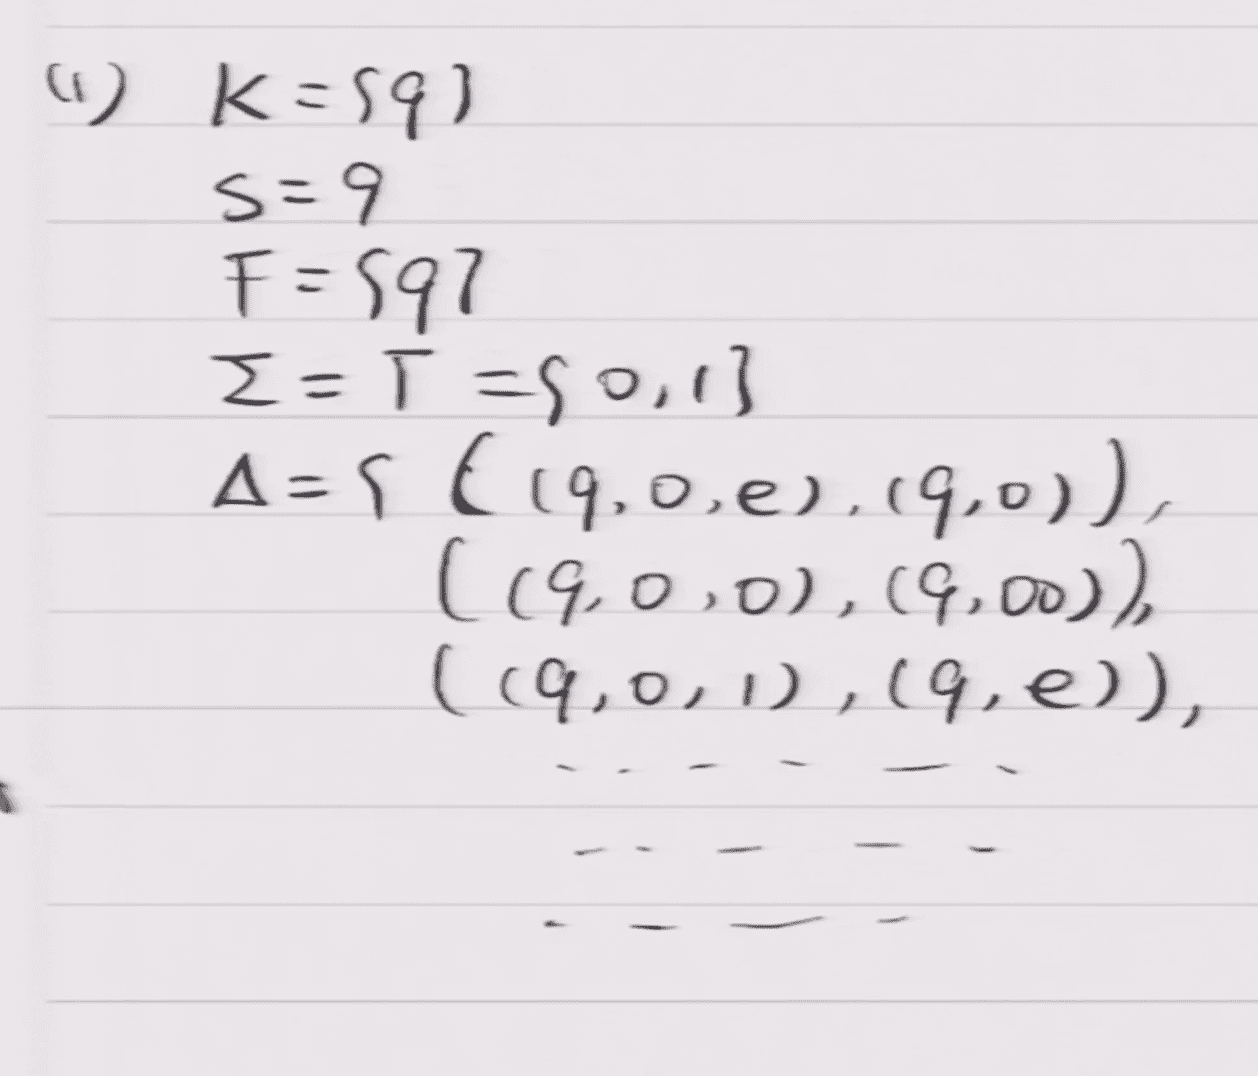 (1) K = {q}
s = q
F = {q}
Σ = Γ = {0,1}
Δ = { ((q,0,e),(q,0)),
((q,0,0),(q,00)),
((q,0,1),(q,e)),